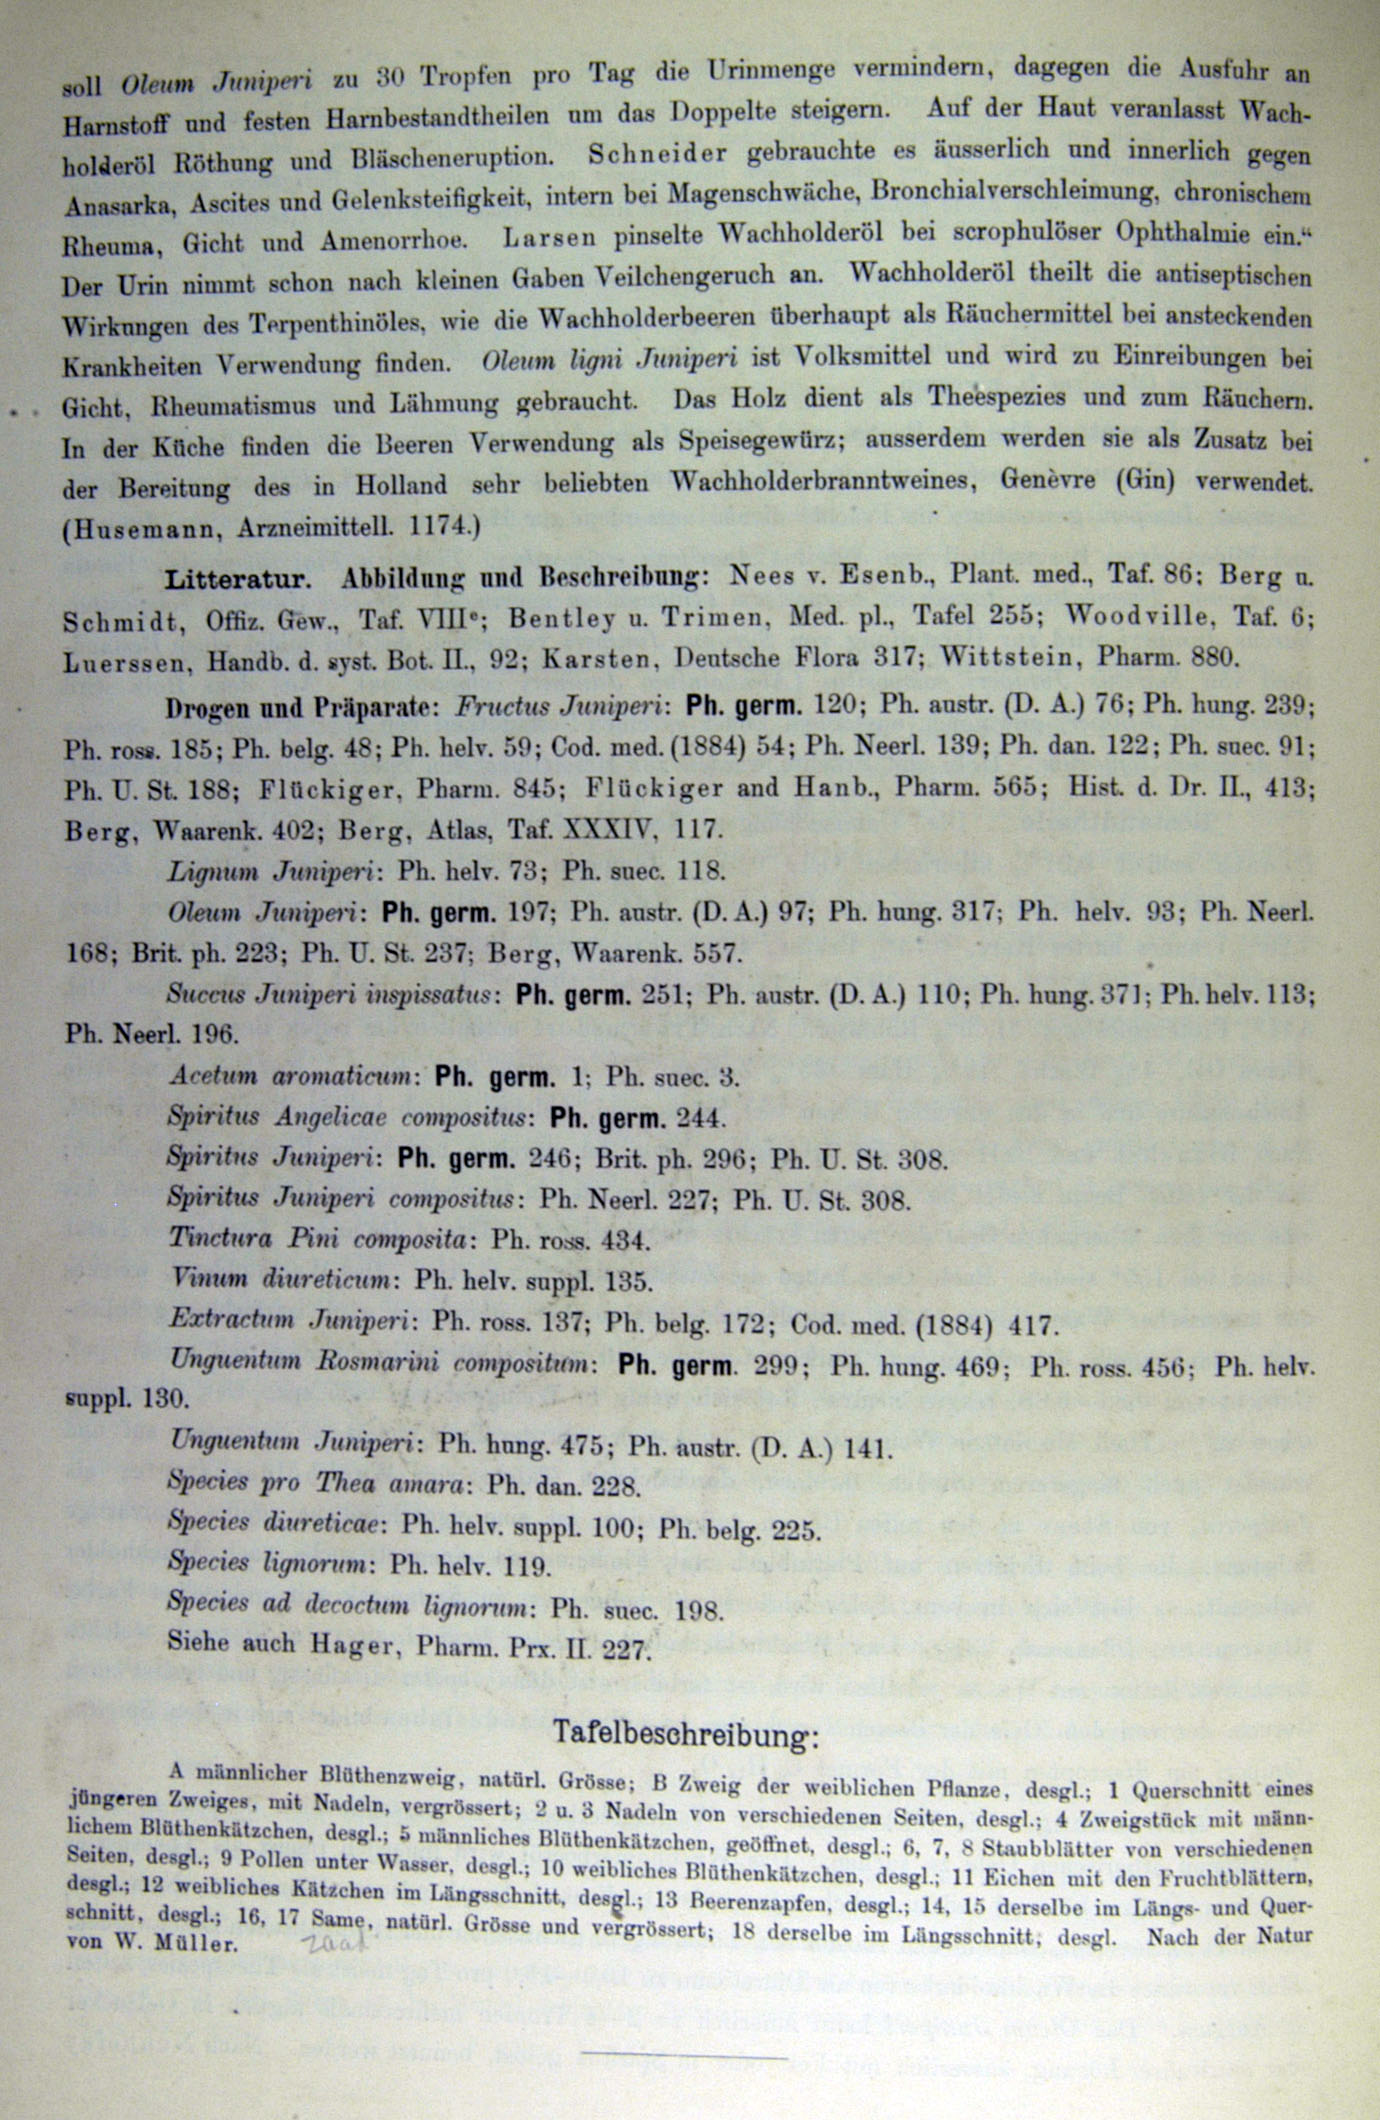 soll Oleum Juniperi zu 30 Tropfen pro Tag die Urinmenge vermindern, dagegen die Ausfuhr an
Harnstoff und festen Harnbestandtheilen um das Doppelte steigern. Auf der Haut veranlasst Wach-
holderöl Röthung und Bläscheneruption. Schneider gebrauchte es äusserlich und innerlich gegen
Anasarka, Ascites und Gelenksteifigkeit, intern bei Magenschwäche, Bronchialverschleimung, chronischem
Rheuma, Gicht und Amenorrhoe. Larsen pinselte Wachholderöl bei scrophulöser Ophthalmie ein.“
Der Urin nimmt schon nach kleinen Gaben Veilchengeruch an. Wachholderöl theilt die antiseptischen
Wirkungen des Terpenthinöles, wie die Wachholderbeeren überhaupt als Räuchermittel bei ansteckenden
Krankheiten Verwendung finden. Oleum ligni Juniperi ist Volksmittel und wird zu Einreibungen bei
Gicht, Rheumatismus und Lähmung gebraucht. Das Holz dient als Theespezies und zum Räuchern.
In der Küche finden die Beeren Verwendung als Speisegewürz; ausserdem werden sie als Zusatz bei
der Bereitung des in Holland sehr beliebten Wachholderbranntweines, Genèvre (Gin) verwendet.
(Husemann, Arzneimittell. 1174.)
Litteratur. Abbildung und Beschreibung: Nees v. Esenb., Plant. med., Taf. 86; Berg u.
Schmidt, Offiz. Gew., Taf. VIIIe; Bentley u. Trimen, Med. pl., Tafel 255; Woodville, Taf. 6;
Luerssen, Handb. d. syst. Bot. II., 92; Karsten, Deutsche Flora 317; Wittstein, Pharm. 880.
Drogen und Präparate: Fructus Juniperi: Ph. germ. 120; Ph. austr. (D. A.) 76; Ph. hung. 239;
Ph. ross. 185; Ph. belg. 48; Ph. helv. 59; Cod. med. (1884) 54; Ph. Neerl. 139; Ph. dan. 122; Ph. suec. 91;
Ph. U. St. 188; Flückiger, Pharm. 845; Flückiger and Hanb., Pharm. 565; Hist. d. Dr. II., 413;
Berg, Waarenk. 402; Berg, Atlas, Taf. XXXIV, 117.
Lignum Juniperi: Ph. helv. 73; Ph. suec. 118.
Oleum Juniperi: Ph. germ. 197; Ph. austr. (D. A.) 97; Ph. hung. 317; Ph. helv. 93; Ph. Neerl.
168; Brit. ph. 223; Ph. U. St. 237; Berg, Waarenk. 557.
Succus Juniperi inspissatus: Ph. germ. 251; Ph. austr. (D. A.) 110; Ph. hung. 371; Ph. helv. 113;
Ph. Neerl. 196.
Acetum aromaticum: Ph. germ. 1; Ph. suec. 3.
Spiritus Angelicae compositus: Ph. germ. 244.
Spiritus Juniperi: Ph. germ. 246; Brit. ph. 296; Ph. U. St. 308.
Spiritus Juniperi compositus: Ph. Neerl. 227; Ph. U. St. 308.
Tinctura Pini composita: Ph. ross. 434.
Vinum diureticum: Ph. helv. suppl. 135.
Extractum Juniperi: Ph. ross. 137; Ph. belg. 172; Cod. med. (1884) 417.
Unguentum Rosmarini compositum: Ph. germ. 299; Ph. hung. 469; Ph. ross. 456; Ph. helv.
suppl. 130.
Unguentum Juniperi: Ph. hung. 475; Ph. austr. (D. A.) 141.
Species pro Thea amara: Ph. dan. 228.
Species diureticae: Ph. helv. suppl. 100; Ph. belg. 225.
Species lignorum: Ph. helv. 119.
Species ad decoctum lignorum: Ph. suec. 198.
Siehe auch Hager, Pharm. Prx. II. 227.
Tafelbeschreibung:
A männlicher Blüthenzweig, natürl. Grösse; B Zweig der weiblichen Pflanze, desgl.; 1 Querschnitt eines
jüngeren Zweiges, mit Nadeln, vergrössert; 2 u. 3 Nadeln von verschiedenen Seiten, desgl.; 4 Zweigstück mit männ-
lichem Blüthenkätzchen, desgl.; 5 männliches Blüthenkätzchen, geöffnet, desgl.; 6, 7, 8 Staubblätter von verschiedenen
Seiten, desgl.; 9 Pollen unter Wasser, desgl.; 10 weibliches Blüthenkätzchen, desgl.; 11 Eichen mit den Fruchtblättern,
desgl.; 12 weibliches Kätzchen im Längsschnitt, desgl.; 13 Beerenzapfen, desgl.; 14, 15 derselbe im Längs- und Quer-
schnitt, desgl.; 16, 17 Same, natürl. Grösse und vergrössert; 18 derselbe im Längsschnitt, desgl. Nach der Natur
von W. Müller.
zaad